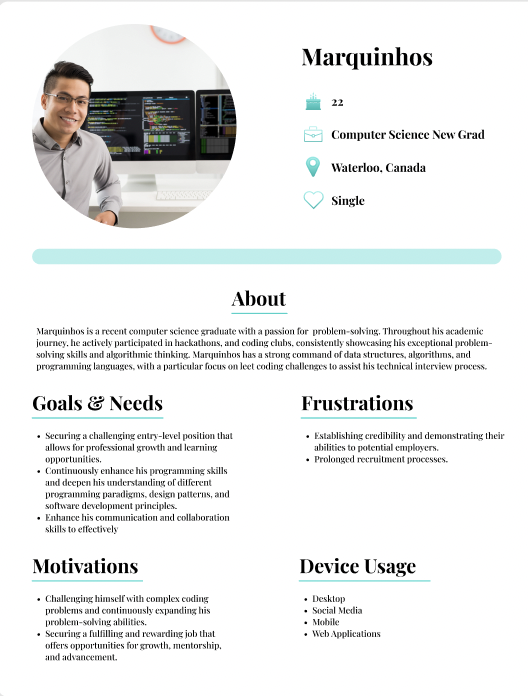 Marquinhos
22
Computer Science New Grad
Waterloo, Canada
Single
About
Marquinhos is a recent computer science graduate with a passion for problem-solving. Throughout his academic
journey, he actively participated in hackathons, and coding clubs, consistently showcasing his exceptional problem-
solving skills and algorithmic thinking. Marquinhos has a strong command of data structures, algorithms, and
programming languages, with a particular focus on leet coding challenges to assist his technical interview process.
Goals & Needs
• Securing a challenging entry-level position that
allows for professional growth and learning
opportunities.
• Continuously enhance his programming skills
and deepen his understanding of different
programming paradigms, design patterns, and
software development principles.
• Enhance his communication and collaboration
skills to effectively
Frustrations
• Establishing credibility and demonstrating their
abilities to potential employers.
• Prolonged recruitment processes.
Motivations
• Challenging himself with complex coding
problems and continuously expanding his
problem-solving abilities.
• Securing a fulfilling and rewarding job that
offers opportunities for growth, mentorship,
and advancement.
Device Usage
• Desktop
• Social Media
• Mobile
• Web Applications